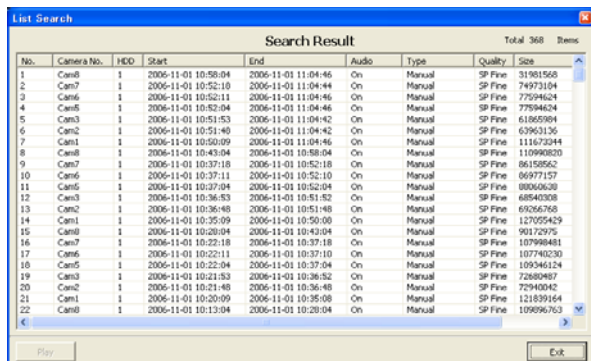 List Search
Search Result Total 368 Items
No. Camera No. HDD Start End Audio Type Quality Size
1 Cam8 1 2006-11-01 10:58:04 2006-11-01 11:04:46 On Manual SP Fine 31981568
2 Cam7 1 2006-11-01 10:52:18 2006-11-01 11:04:44 On Manual SP Fine 74973184
3 Cam6 1 2006-11-01 10:52:11 2006-11-01 11:04:46 On Manual SP Fine 77594624
4 Cam5 1 2006-11-01 10:52:04 2006-11-01 11:04:46 On Manual SP Fine 77594624
5 Cam3 1 2006-11-01 10:51:53 2006-11-01 11:04:42 On Manual SP Fine 61865984
6 Cam2 1 2006-11-01 10:51:48 2006-11-01 11:04:42 On Manual SP Fine 63963136
7 Cam1 1 2006-11-01 10:50:09 2006-11-01 11:04:46 On Manual SP Fine 111673344
8 Cam8 1 2006-11-01 10:43:04 2006-11-01 10:58:04 On Manual SP Fine 110990820
9 Cam7 1 2006-11-01 10:37:18 2006-11-01 10:52:18 On Manual SP Fine 86158562
10 Cam6 1 2006-11-01 10:37:11 2006-11-01 10:52:10 On Manual SP Fine 86977157
11 Cam5 1 2006-11-01 10:37:04 2006-11-01 10:52:04 On Manual SP Fine 88060638
12 Cam3 1 2006-11-01 10:36:53 2006-11-01 10:51:52 On Manual SP Fine 68540308
13 Cam2 1 2006-11-01 10:36:48 2006-11-01 10:51:48 On Manual SP Fine 69266768
14 Cam1 1 2006-11-01 10:35:09 2006-11-01 10:50:08 On Manual SP Fine 127055429
15 Cam8 1 2006-11-01 10:28:04 2006-11-01 10:43:04 On Manual SP Fine 90172975
16 Cam7 1 2006-11-01 10:22:18 2006-11-01 10:37:18 On Manual SP Fine 107998481
17 Cam6 1 2006-11-01 10:22:11 2006-11-01 10:37:10 On Manual SP Fine 107740230
18 Cam5 1 2006-11-01 10:22:04 2006-11-01 10:37:04 On Manual SP Fine 109346124
19 Cam3 1 2006-11-01 10:21:53 2006-11-01 10:36:52 On Manual SP Fine 72680487
20 Cam2 1 2006-11-01 10:21:48 2006-11-01 10:36:48 On Manual SP Fine 72940042
21 Cam1 1 2006-11-01 10:20:09 2006-11-01 10:35:08 On Manual SP Fine 121839164
22 Cam8 1 2006-11-01 10:13:04 2006-11-01 10:28:04 On Manual SP Fine 109896763
Play Exit